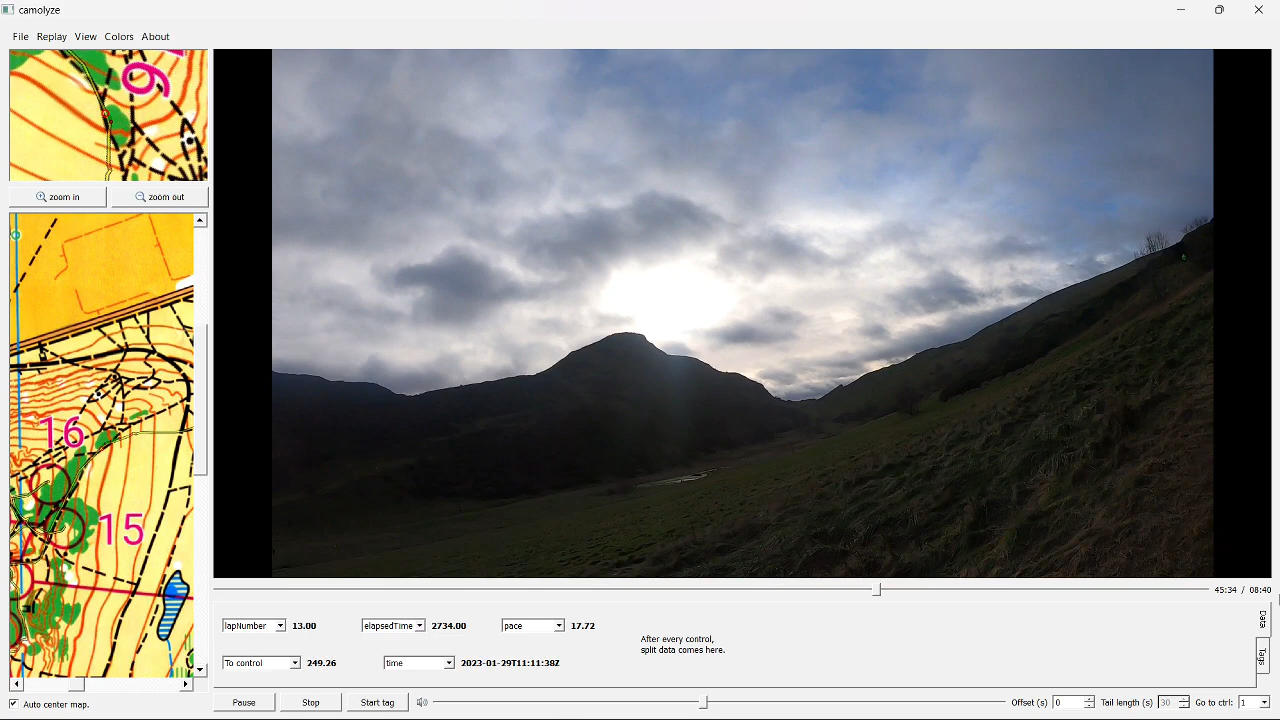 camolyze
File Replay View Colors About
9
zoom in zoom out
16
15
45:34 / 08:40
lapNumber 13.00 elapsedTime 2734.00 pace 17.72
After every control,
split data comes here.
To control 249.26 time 2023-01-29T11:11:38Z
Data
Tags
Auto center map.
Pause Stop Start tag Offset (s) 0 Tail length (s) 30 Go to ctrl: 1